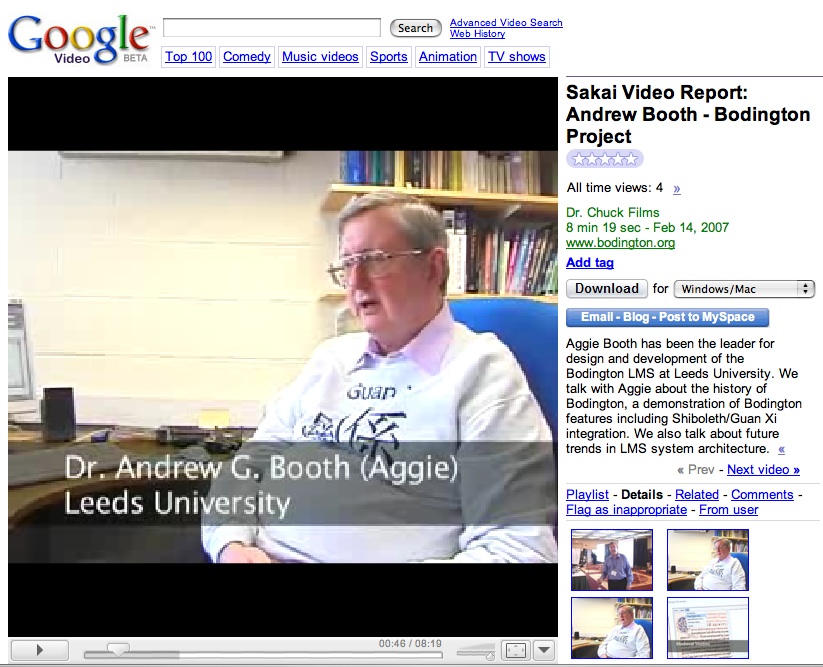 Google
Video BETA
Search
Advanced Video Search
Web History
Top 100 Comedy Music videos Sports Animation TV shows
Guan
係
Dr. Andrew G. Booth (Aggie)
Leeds University
00:46 / 08:19
Sakai Video Report:
Andrew Booth - Bodington
Project
All time views: 4 »
Dr. Chuck Films
8 min 19 sec - Feb 14, 2007
www.bodington.org
Add tag
Download for Windows/Mac
Email - Blog - Post to MySpace
Aggie Booth has been the leader for
design and development of the
Bodington LMS at Leeds University. We
talk with Aggie about the history of
Bodington, a demonstration of Bodington
features including Shiboleth/Guan Xi
integration. We also talk about future
trends in LMS system architecture. «
« Prev - Next video »
Playlist - Details - Related - Comments -
Flag as inappropriate - From user